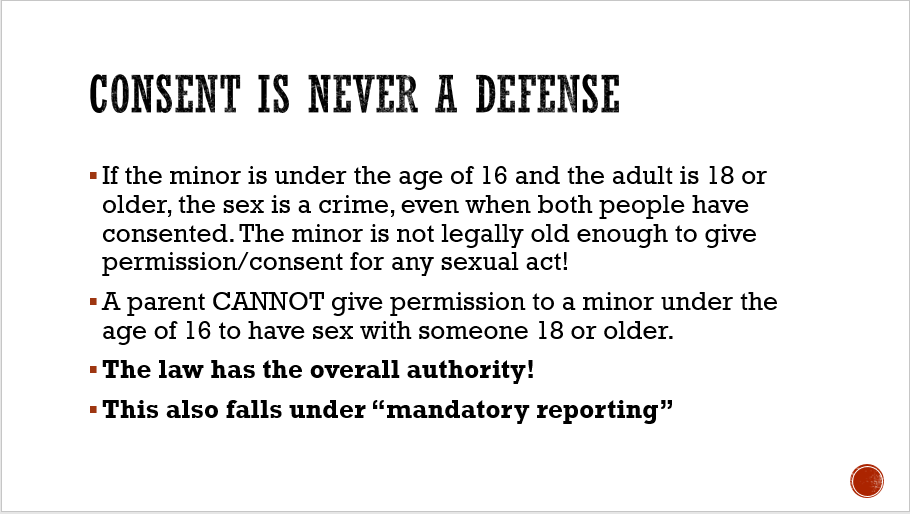 CONSENT IS NEVER A DEFENSE
▪ If the minor is under the age of 16 and the adult is 18 or
older, the sex is a crime, even when both people have
consented. The minor is not legally old enough to give
permission/consent for any sexual act!
▪ A parent CANNOT give permission to a minor under the
age of 16 to have sex with someone 18 or older.
▪ The law has the overall authority!
▪ This also falls under “mandatory reporting”